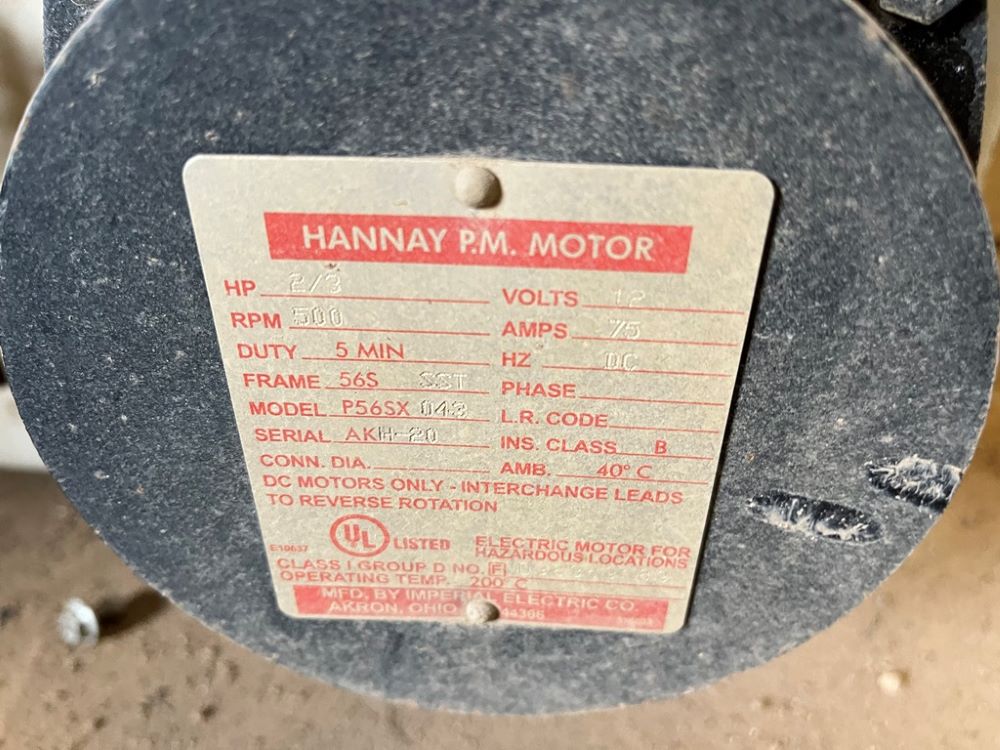 HANNAY P.M. MOTOR
HP 2/3 VOLTS 12
RPM 500 AMPS 75
DUTY 5 MIN HZ DC
FRAME 56S SST PHASE
MODEL P56SX 043 L.R. CODE
SERIAL AKH-20 INS. CLASS B
CONN. DIA. AMB. 40° C
DC MOTORS ONLY - INTERCHANGE LEADS
TO REVERSE ROTATION
UL LISTED ELECTRIC MOTOR FOR
E10637 HAZARDOUS LOCATIONS
CLASS I GROUP D NO. F
OPERATING TEMP. 200°C
MFD. BY IMPERIAL ELECTRIC CO.
AKRON, OHIO 44306